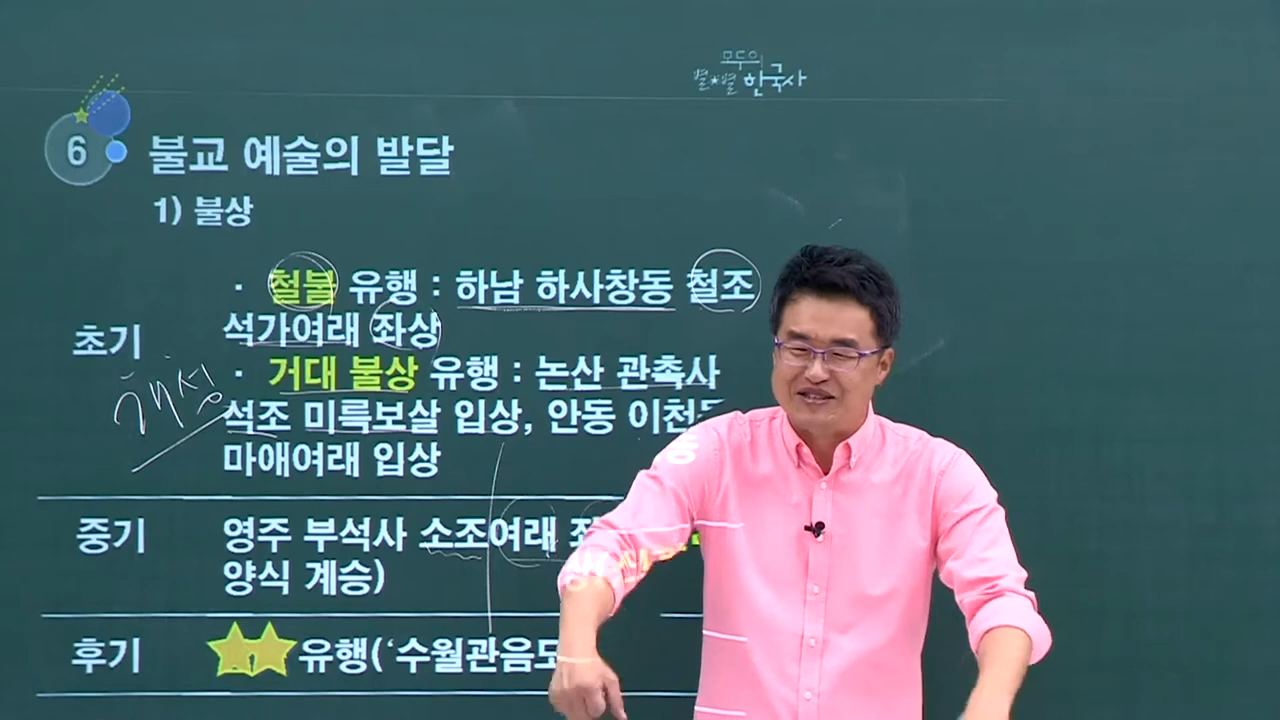 모두의
별★별 한국사
6 불교 예술의 발달
1) 불상
초기
· 철불 유행 : 하남 하사창동 철조
석가여래 좌상
· 거대 불상 유행 : 논산 관촉사
석조 미륵보살 입상, 안동 이천동
마애여래 입상
중기
영주 부석사 소조여래 좌
양식 계승)
후기
유행(‘수월관음도